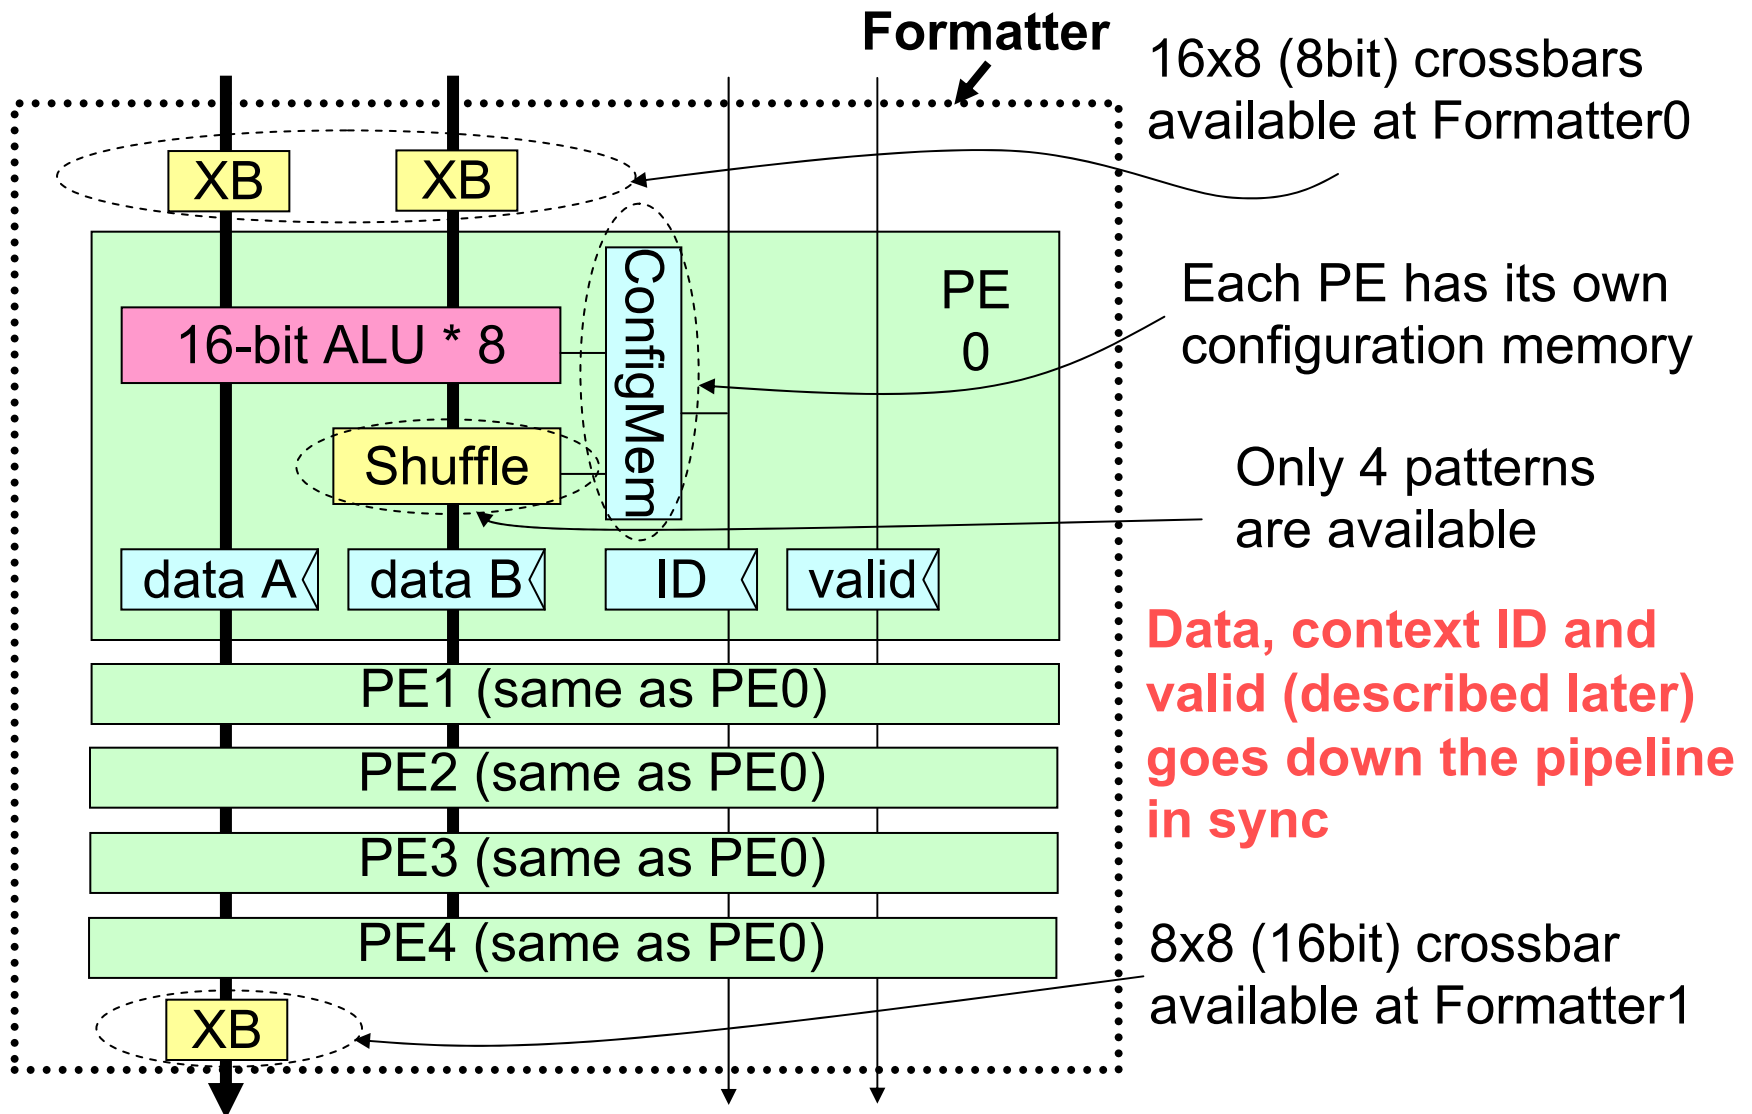 Formatter
16x8 (8bit) crossbars
available at Formatter0
XB
XB
ConfigMem
PE
0
Each PE has its own
configuration memory
16-bit ALU * 8
Shuffle
Only 4 patterns
are available
data A
data B
ID
valid
Data, context ID and
valid (described later)
goes down the pipeline
in sync
PE1 (same as PE0)
PE2 (same as PE0)
PE3 (same as PE0)
PE4 (same as PE0)
8x8 (16bit) crossbar
available at Formatter1
XB